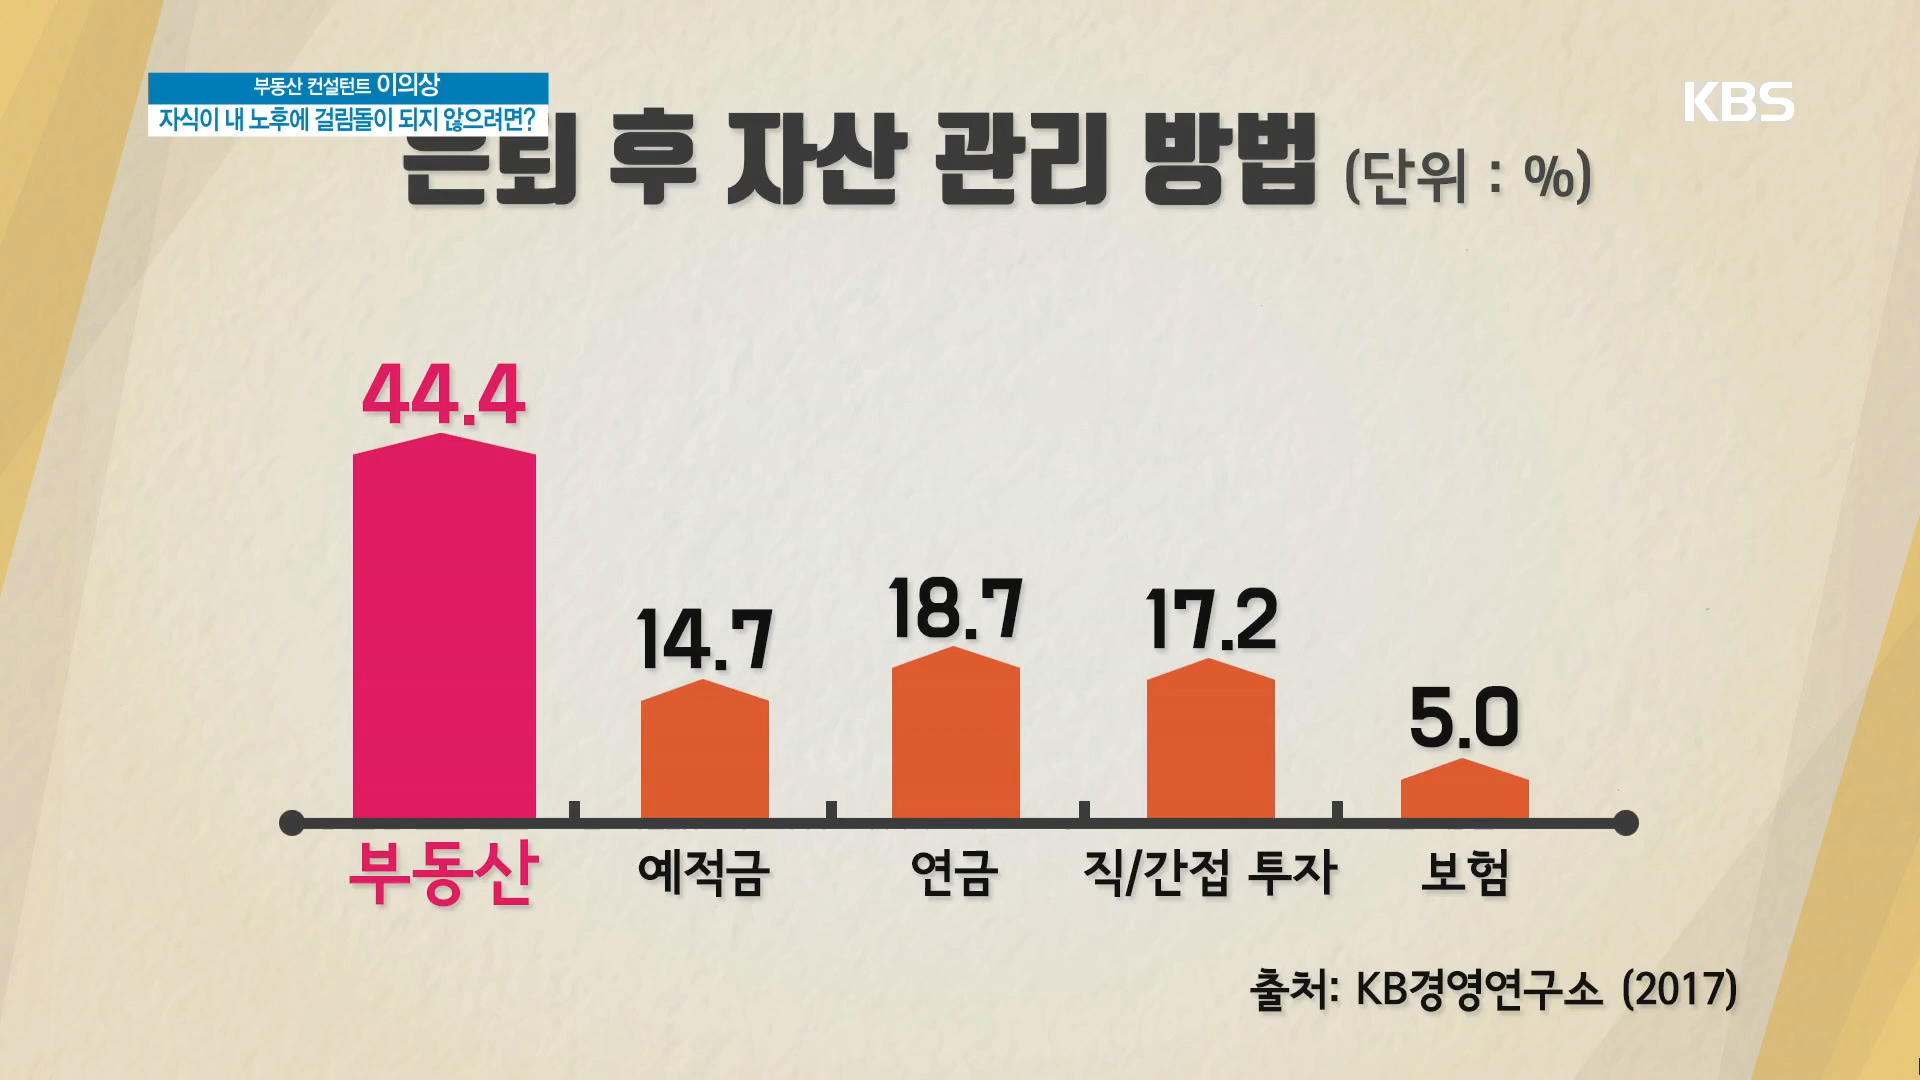 부동산 컨설턴트 이의상
자식이 내 노후에 걸림돌이 되지 않으려면?
KBS
은퇴 후 자산 관리 방법 (단위 : %)
44.4
14.7
18.7
17.2
5.0
부동산
예적금
연금
직/간접 투자
보험
출처: KB경영연구소 (2017)